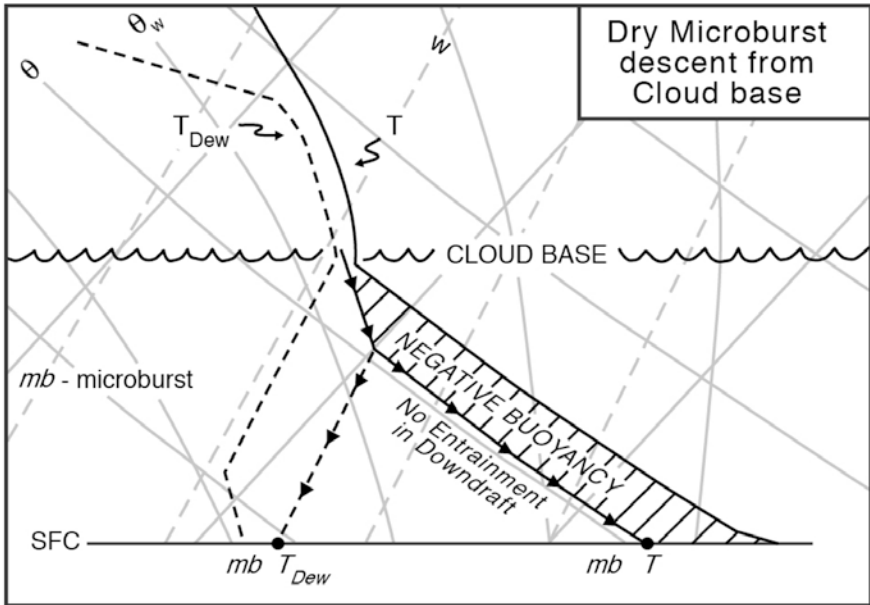 θ
θw
w
Dry Microburst
descent from
Cloud base
TDew
T
CLOUD BASE
mb - microburst
NEGATIVE BUOYANCY
No Entrainment
in Downdraft
SFC
mb TDew
mb T